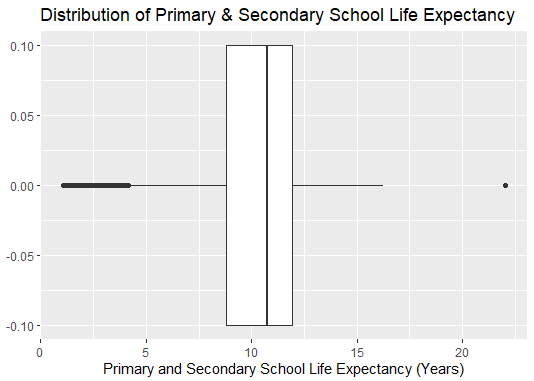 Distribution of Primary & Secondary School Life Expectancy
0.10
0.05
0.00
-0.05
-0.10
0 5 10 15 20
Primary and Secondary School Life Expectancy (Years)